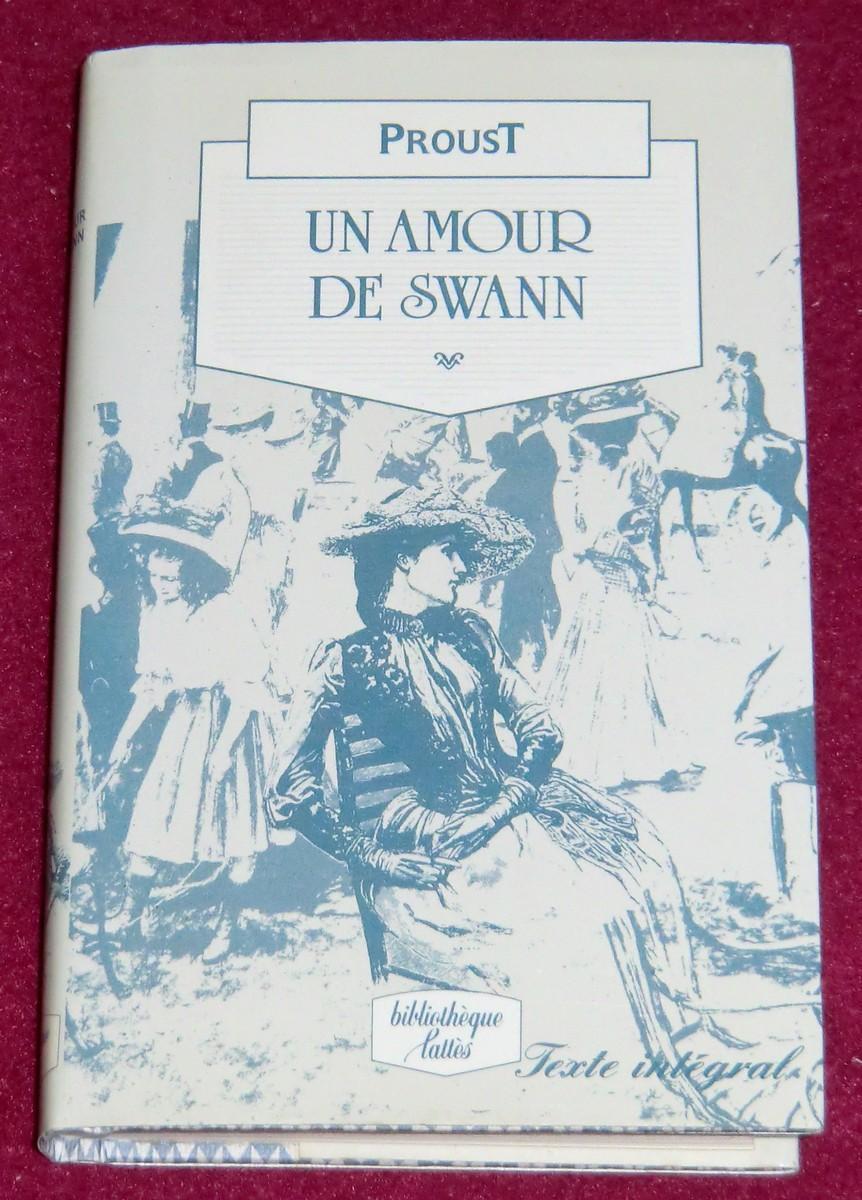 PROUST
UN AMOUR
DE SWANN
bibliothèque
Lattès
Texte intégral